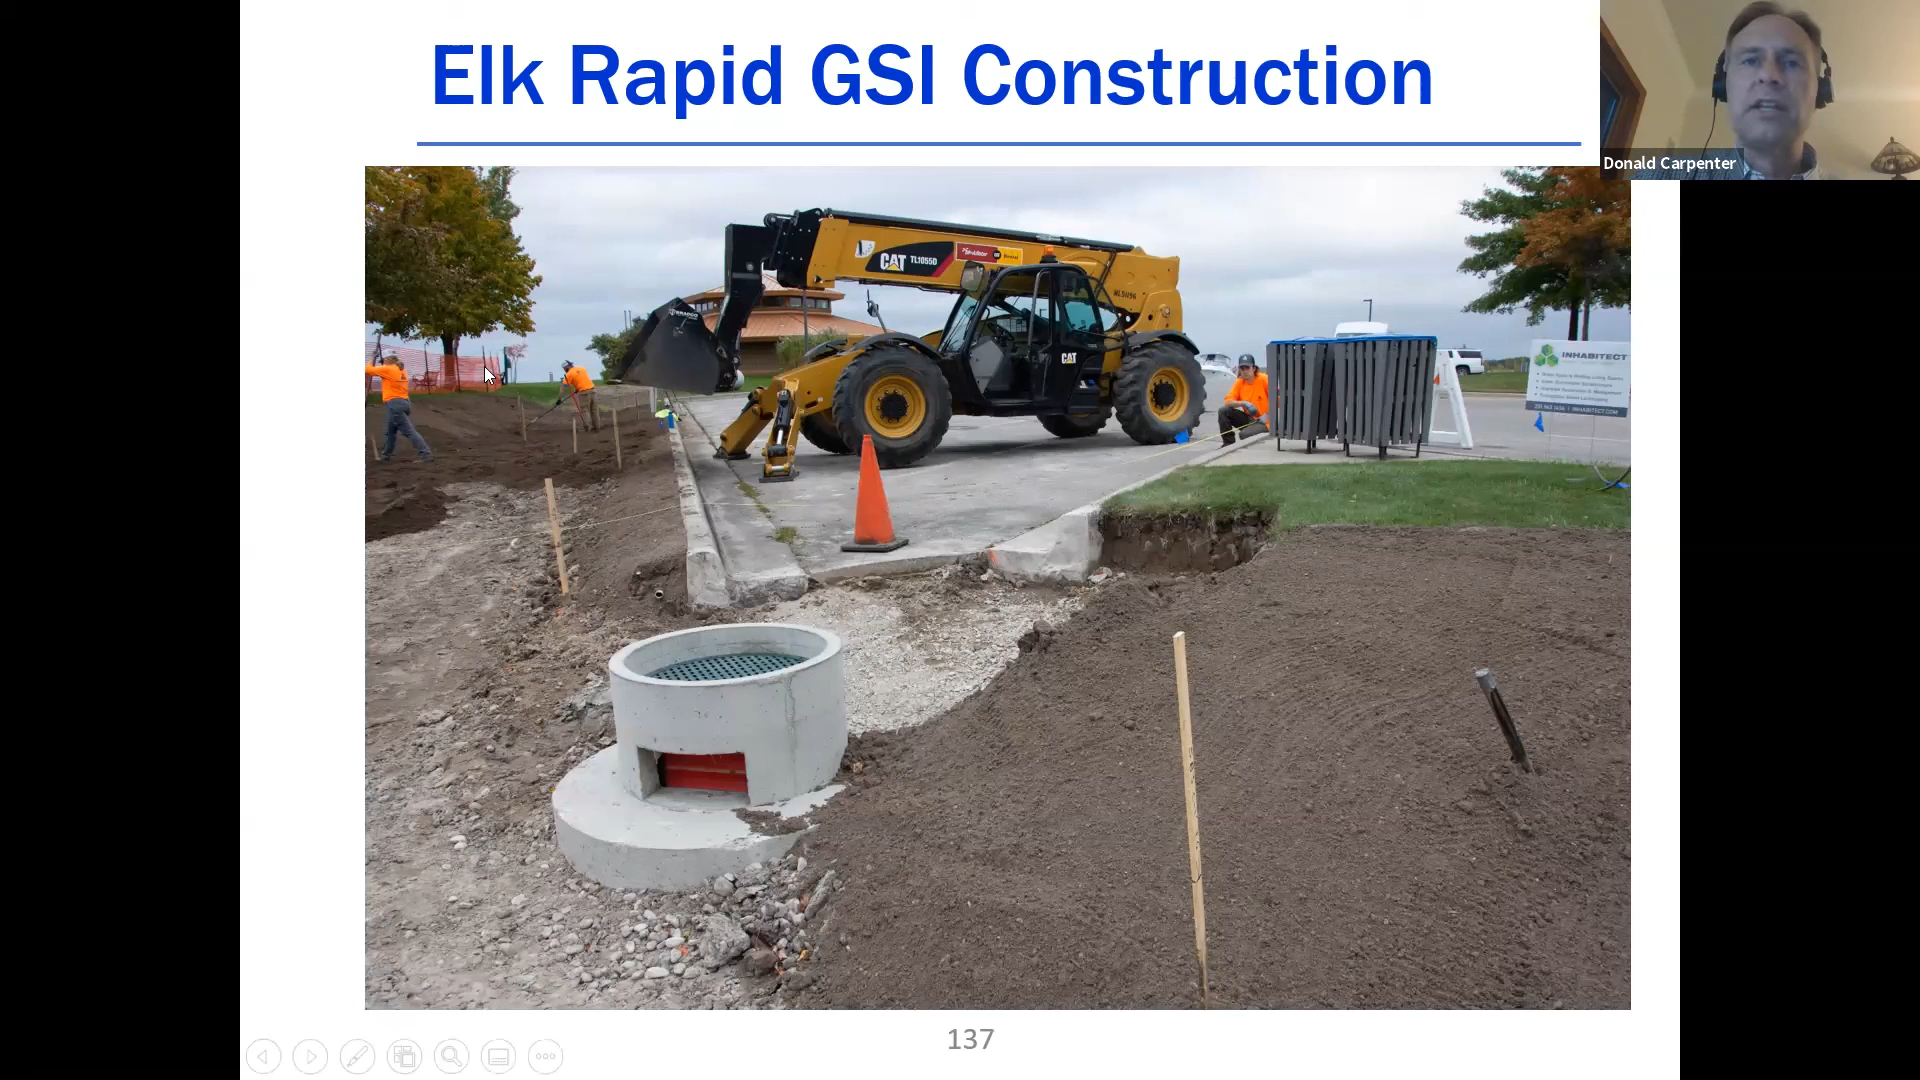 Elk Rapid GSI Construction
Donald Carpenter
CAT TL1055D
CAT
INHABITECT
137